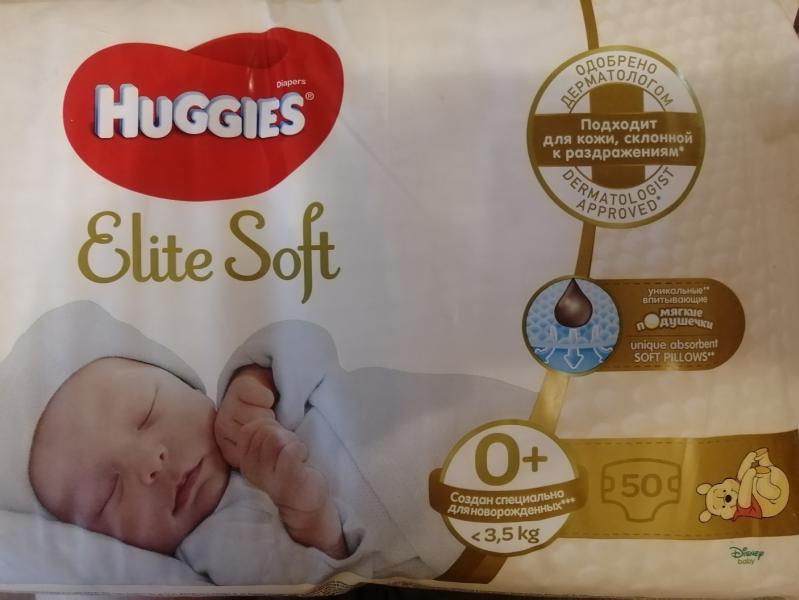 Diapers
HUGGIES®
Elite Soft
ОДОБРЕНО
ДЕРМАТОЛОГОМ
Подходит
для кожи, склонной
к раздражениям*
DERMATOLOGIST
APPROVED*
уникальные**
впитывающие
мягкие
подушечки
unique absorbent
SOFT PILLOWS**
0+
Создан специально
для новорожденных***
< 3,5 kg
50
Disney
baby